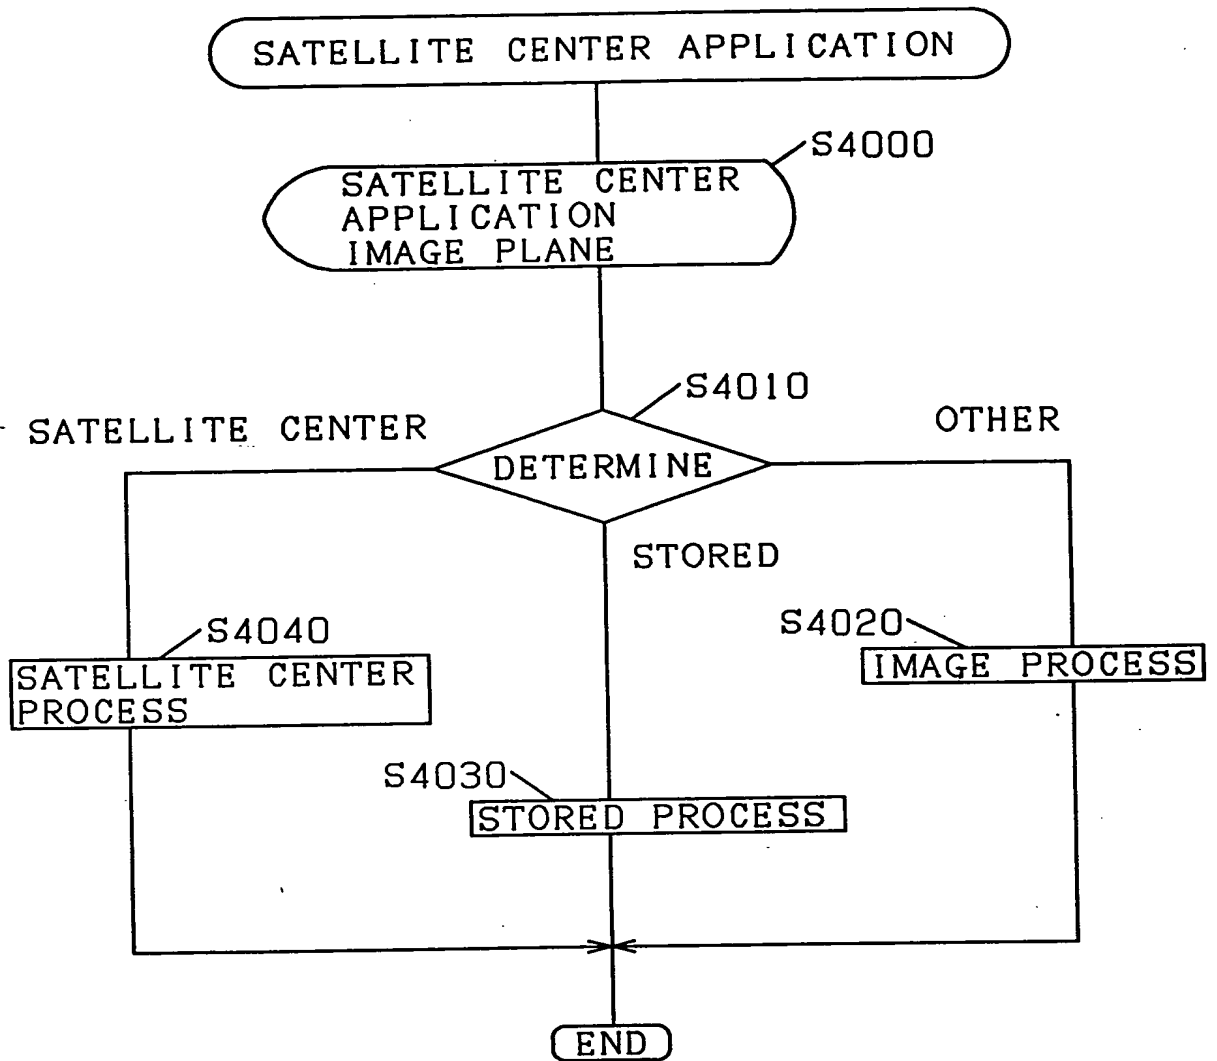 SATELLITE CENTER APPLICATION
S4000
SATELLITE CENTER
APPLICATION
IMAGE PLANE
S4010
SATELLITE CENTER
OTHER
DETERMINE
STORED
S4040
S4020
SATELLITE CENTER
PROCESS
IMAGE PROCESS
S4030
STORED PROCESS
END